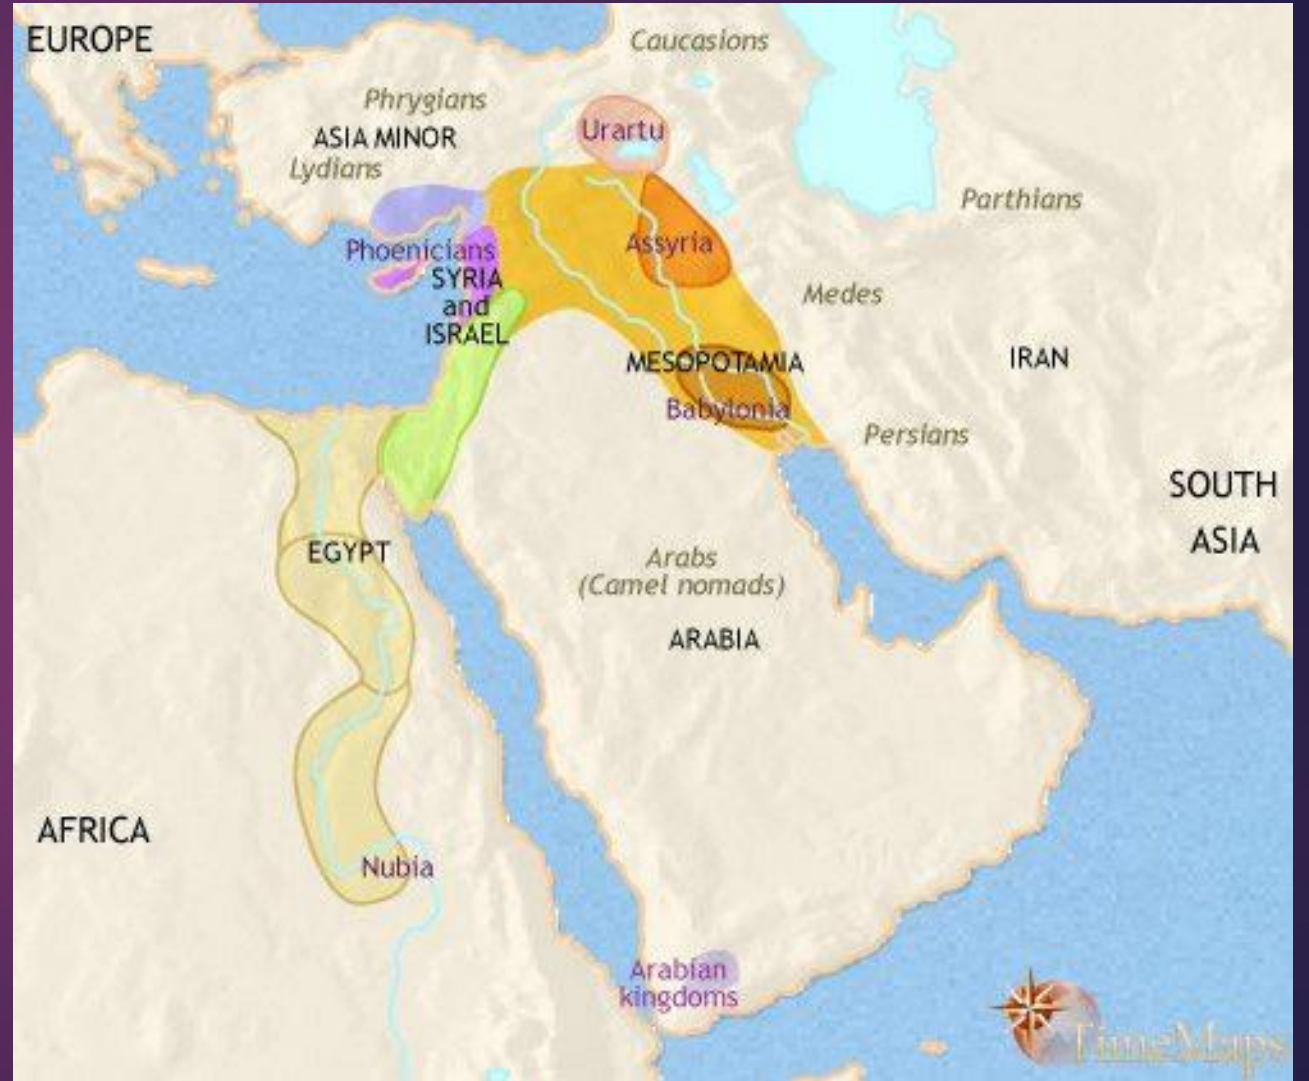 EUROPE
Caucasions
Phrygians
Urartu
ASIA MINOR
Lydians
Parthians
Assyria
Phoenicians
SYRIA
and
ISRAEL
Medes
MESOPOTAMIA
IRAN
Babylonia
Persians
SOUTH
ASIA
EGYPT
Arabs
(Camel nomads)
ARABIA
AFRICA
Nubia
Arabian
kingdoms
TimeMaps